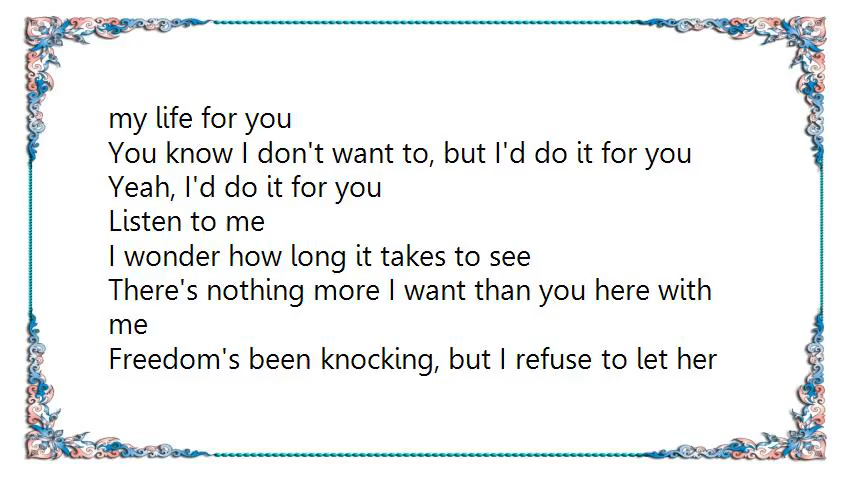 my life for you
You know I don't want to, but I'd do it for you
Yeah, I'd do it for you
Listen to me
I wonder how long it takes to see
There's nothing more I want than you here with
me
Freedom's been knocking, but I refuse to let her